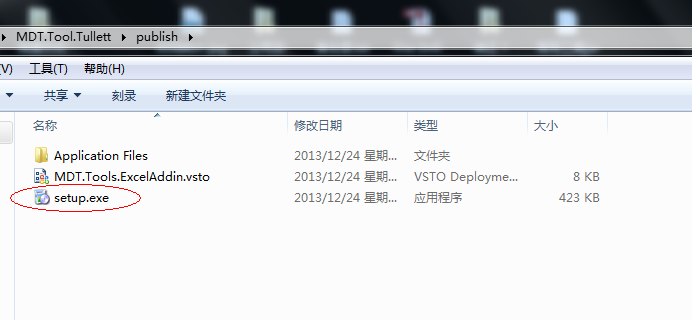 MDT.Tool.Tullett ▸ publish ▸
(V) 工具(T) 帮助(H)
共享 刻录 新建文件夹
名称 修改日期 类型 大小
Application Files 2013/12/24 星期... 文件夹
MDT.Tools.ExcelAddin.vsto 2013/12/24 星期... VSTO Deployme... 8 KB
setup.exe 2013/12/24 星期... 应用程序 423 KB